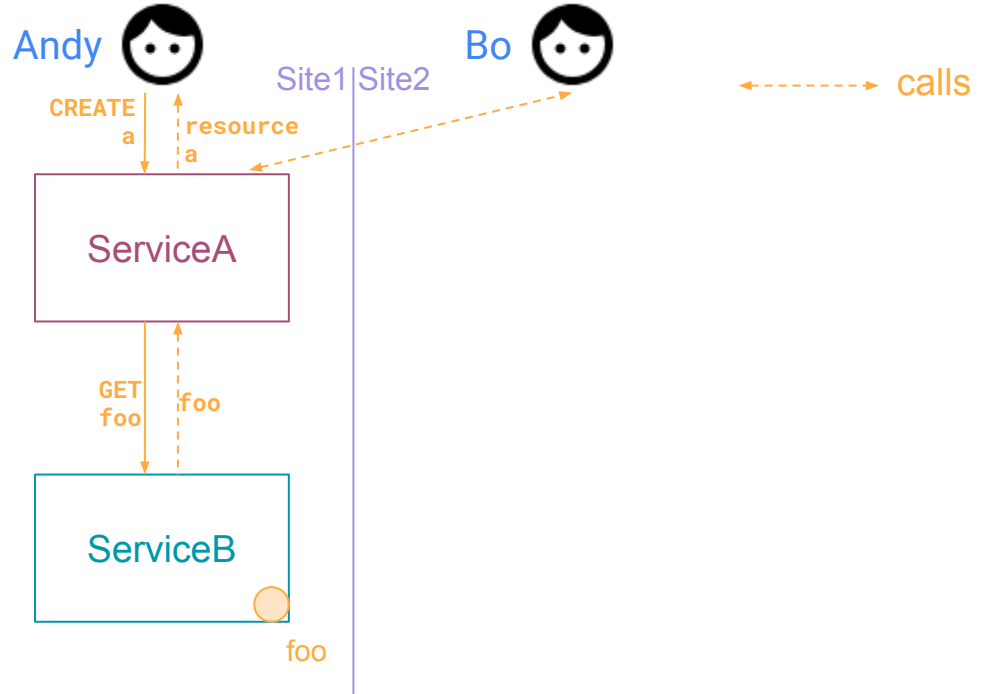 Andy
Bo
Site1
Site2
calls
CREATE
a
resource
a
ServiceA
GET
foo
foo
ServiceB
foo